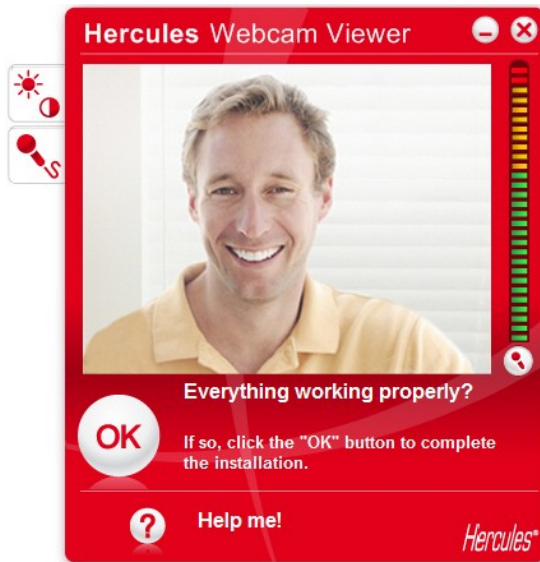 Hercules Webcam Viewer
Everything working properly?
OK
If so, click the "OK" button to complete
the installation.
? Help me!
Hercules®